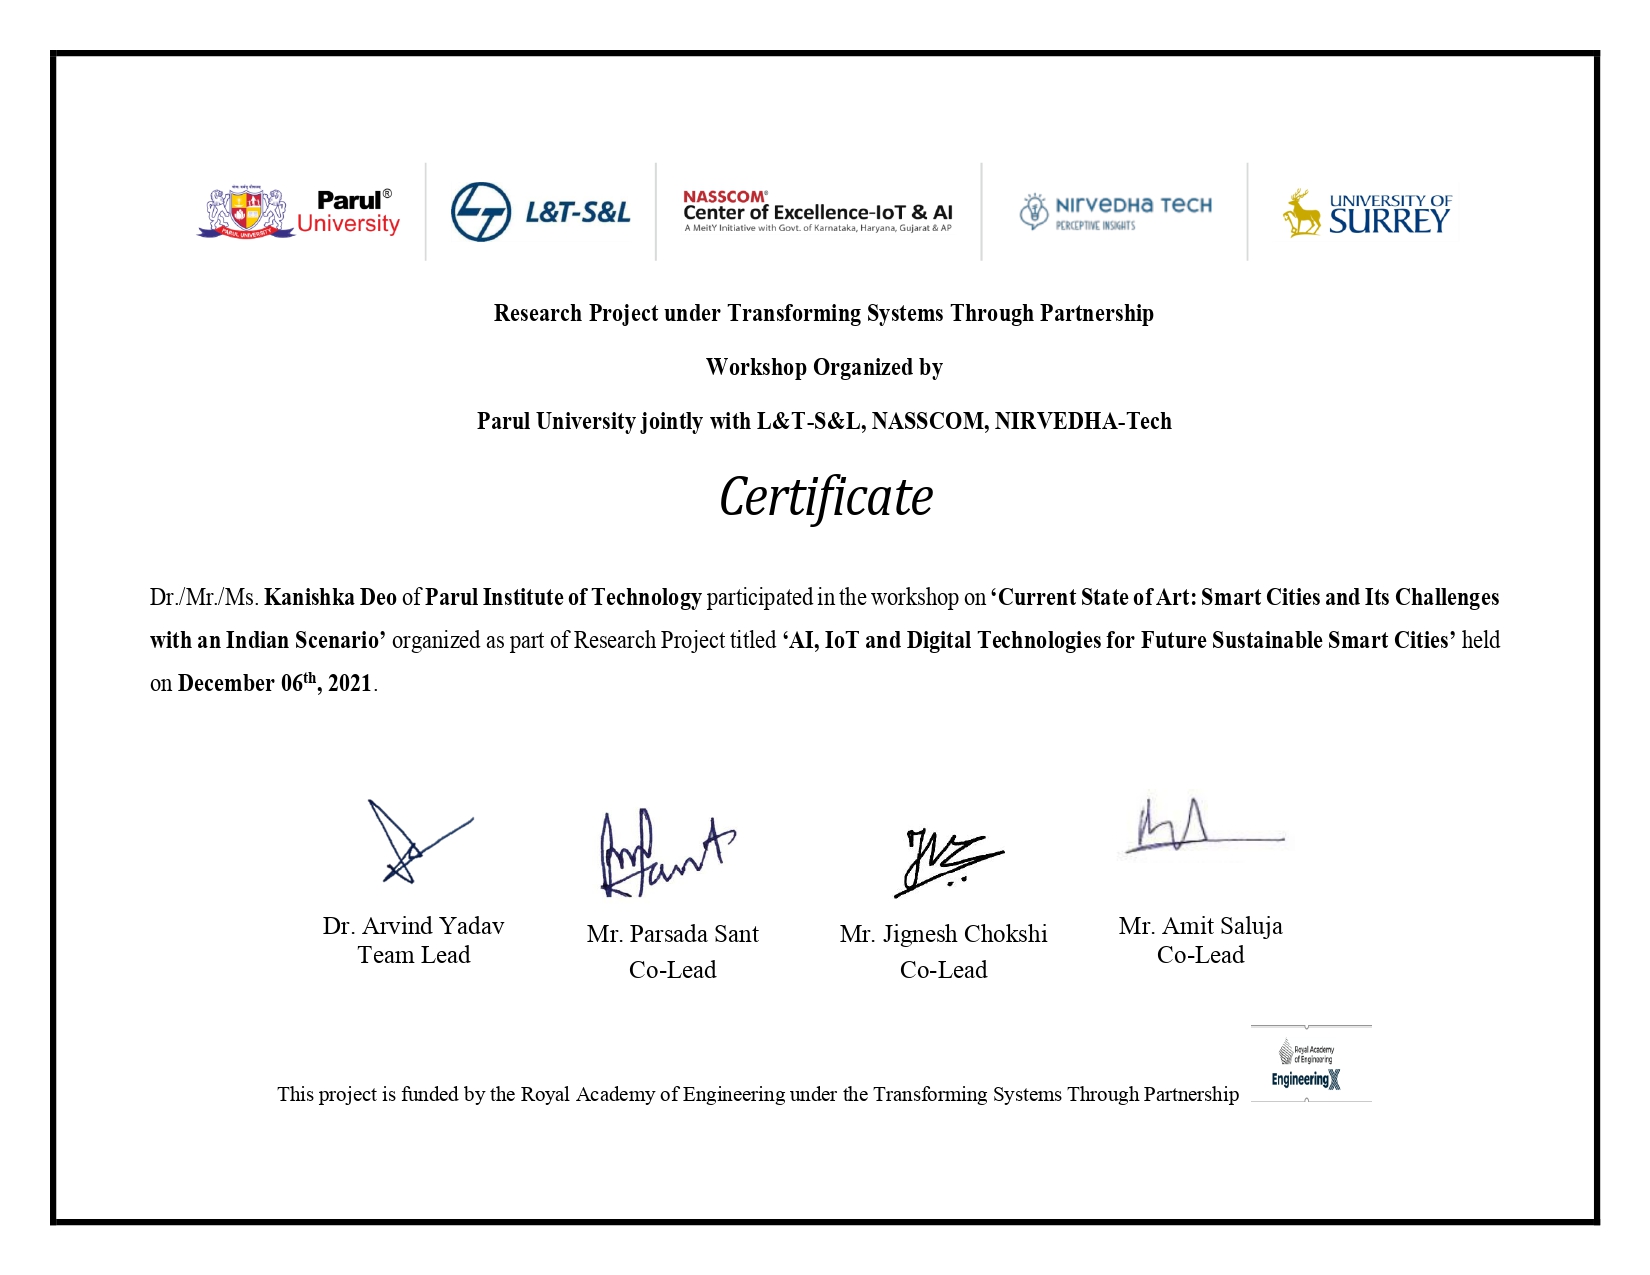 Parul®
University
PARUL UNIVERSITY
L&T-S&L
NASSCOM®
Center of Excellence-IoT & AI
A MeitY Initiative with Govt. of Karnataka, Haryana, Gujarat & AP
NIRVEDHA TECH
PERCEPTIVE INSIGHTS
UNIVERSITY OF
SURREY
Research Project under Transforming Systems Through Partnership
Workshop Organized by
Parul University jointly with L&T-S&L, NASSCOM, NIRVEDHA-Tech
Certificate
Dr./Mr./Ms. Kanishka Deo of Parul Institute of Technology participated in the workshop on ‘Current State of Art: Smart Cities and Its Challenges
with an Indian Scenario’ organized as part of Research Project titled ‘AI, IoT and Digital Technologies for Future Sustainable Smart Cities’ held
on December 06th, 2021.
Dr. Arvind Yadav
Team Lead
Mr. Parsada Sant
Co-Lead
Mr. Jignesh Chokshi
Co-Lead
Mr. Amit Saluja
Co-Lead
Royal Academy
of Engineering
EngineeringX
This project is funded by the Royal Academy of Engineering under the Transforming Systems Through Partnership